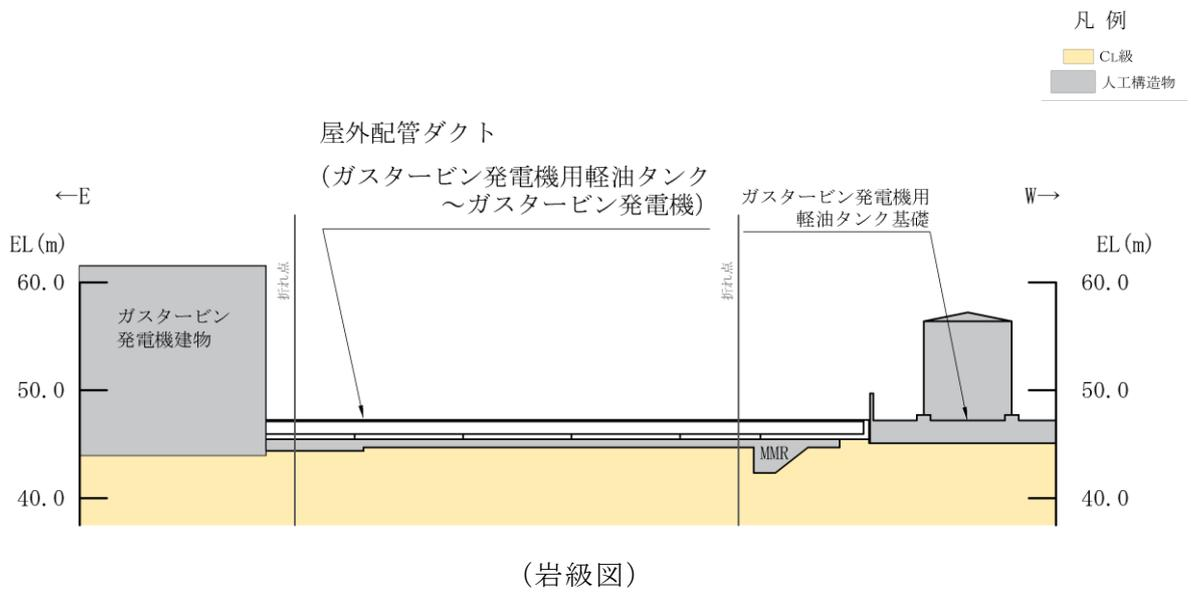 凡 例
CL級
人工構造物
屋外配管ダクト
(ガスタービン発電機用軽油タンク
～ガスタービン発電機)
←E
W→
ガスタービン発電機用
軽油タンク基礎
EL(m)
EL(m)
折れ点
折れ点
60.0
60.0
ガスタービン
発電機建物
50.0
50.0
MMR
40.0
40.0
(岩級図)